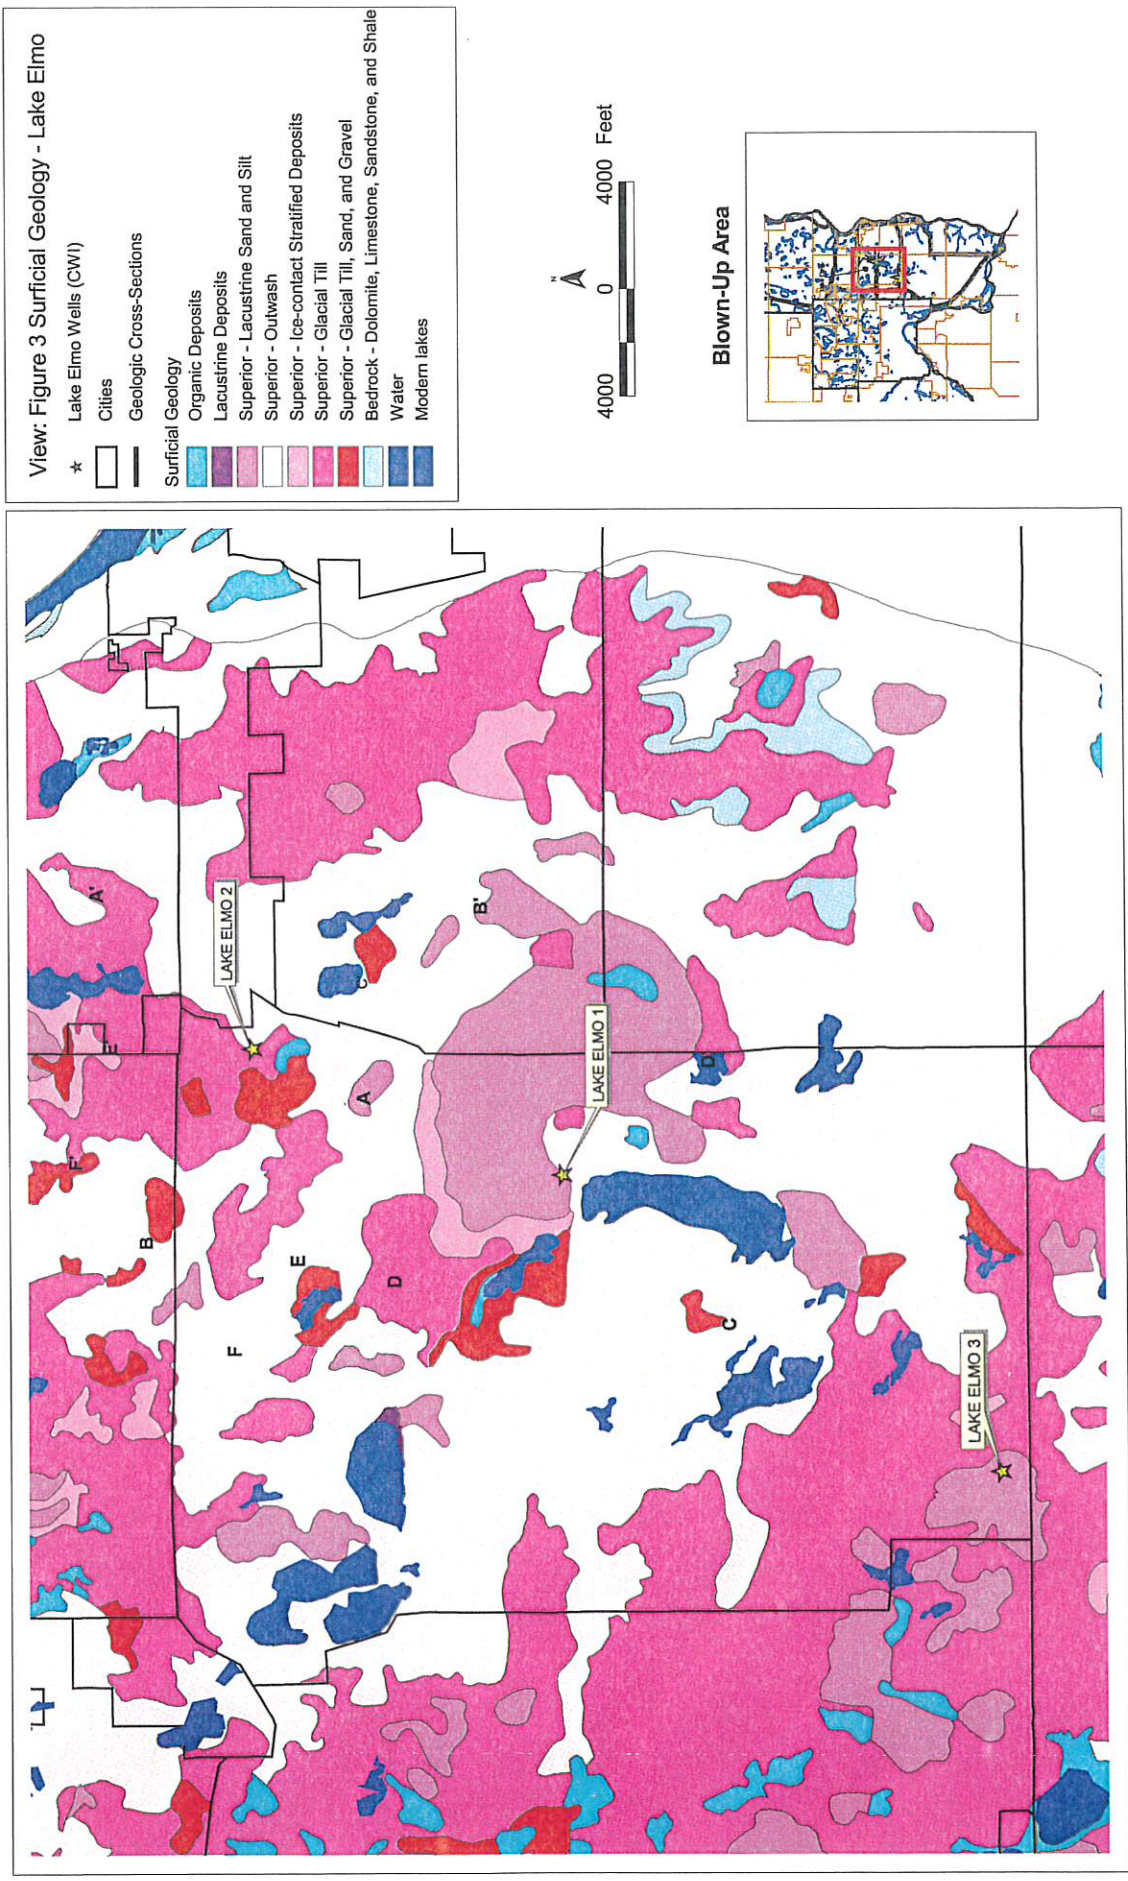 View: Figure 3 Surficial Geology - Lake Elmo
Lake Elmo Wells (CWI)
Cities
Geologic Cross-Sections
Surficial Geology
Organic Deposits
Lacustrine Deposits
Superior - Lacustrine Sand and Silt
Superior - Outwash
Superior - Ice-contact Stratified Deposits
Superior - Glacial Till
Superior - Glacial Till, Sand, and Gravel
Bedrock - Dolomite, Limestone, Sandstone, and Shale
Water
Modern lakes
N
4000 0 4000 Feet
Blown-Up Area
F'
E'
A'
B
LAKE ELMO 2
F
E
A
C'
D
B'
LAKE ELMO 1
C
D'
LAKE ELMO 3